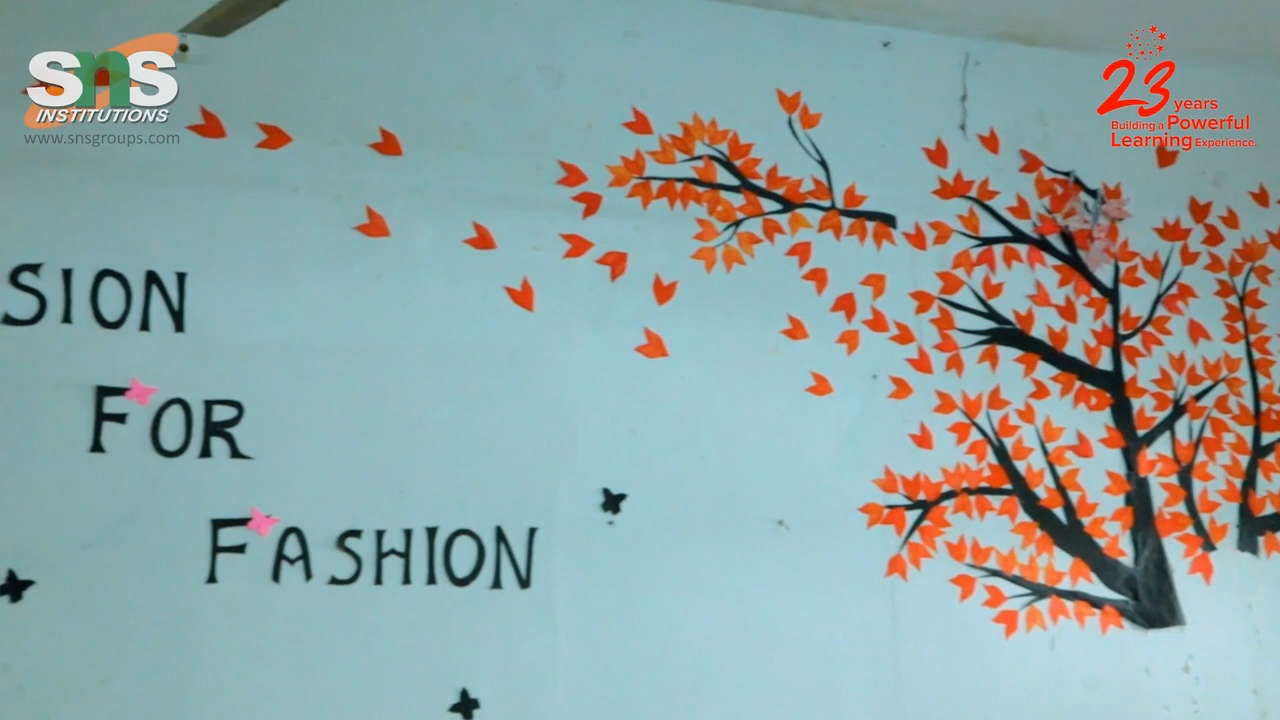 sns
INSTITUTIONS
www.snsgroups.com
23 years
Building a Powerful
Learning Experience.
SION
FOR
FASHION